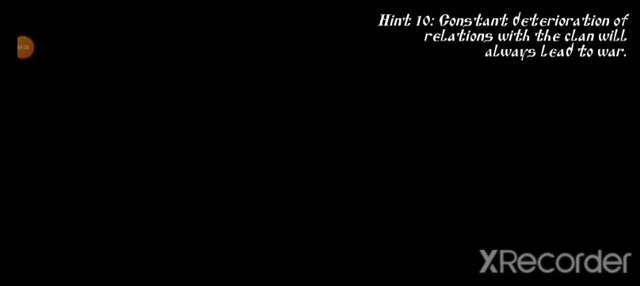 Hint 10: Constant deterioration of
relations with the clan will
always lead to war.
XRecorder